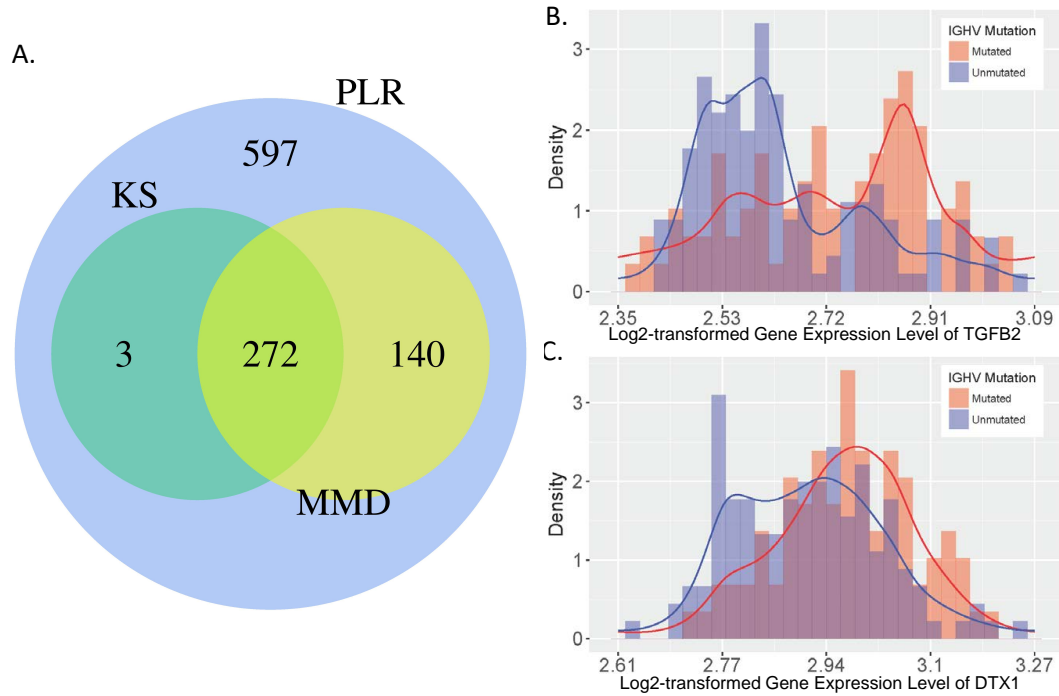 A.
PLR
597
KS
3
272
140
MMD
B.
IGHV Mutation
Mutated
Unmutated
Density
3
2
1
0
2.35
2.53
2.72
2.91
3.09
Log2-transformed Gene Expression Level of TGFB2
C.
IGHV Mutation
Mutated
Unmutated
Density
3
2
1
0
2.61
2.77
2.94
3.1
3.27
Log2-transformed Gene Expression Level of DTX1